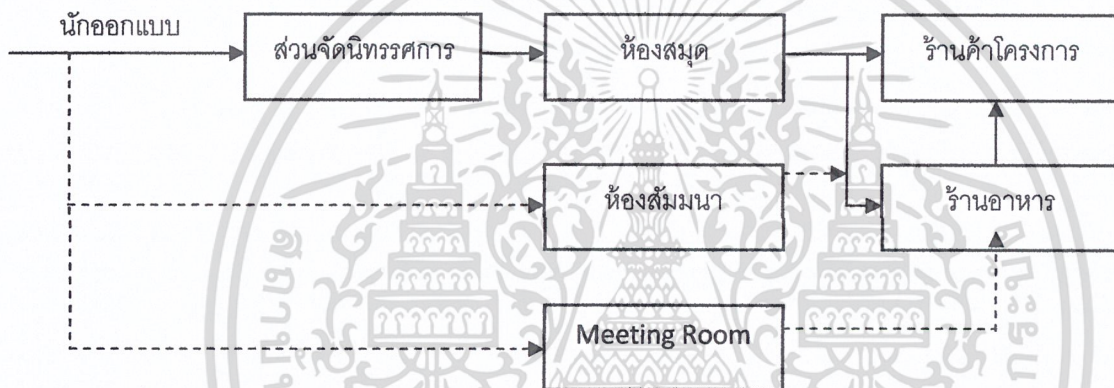 นักออกแบบ
ส่วนจัดนิทรรศการ
ห้องสมุด
ร้านค้าโครงการ
ห้องสัมมนา
ร้านอาหาร
Meeting Room